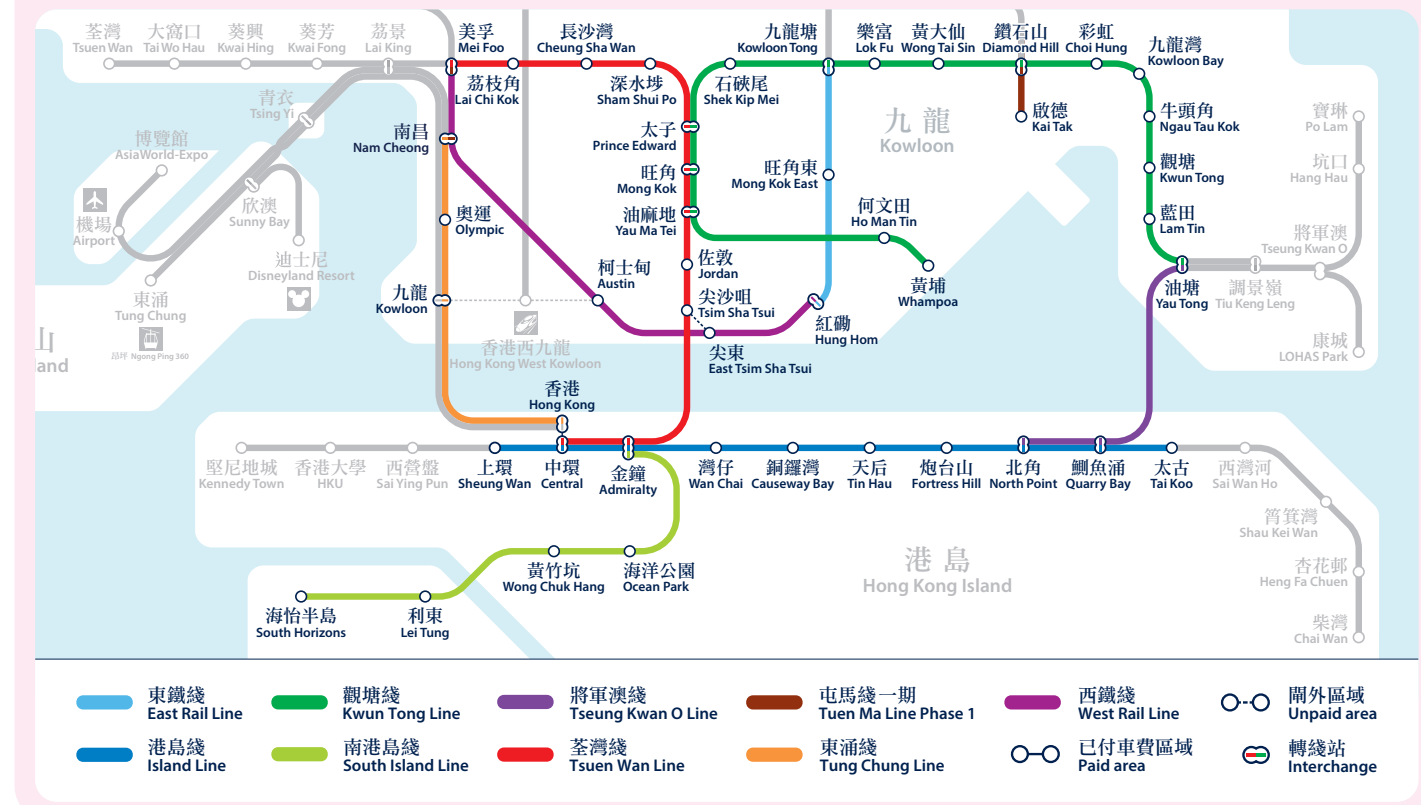 荃灣
Tsuen Wan
大窩口
Tai Wo Hau
葵興
Kwai Hing
葵芳
Kwai Fong
荔景
Lai King
美孚
Mei Foo
長沙灣
Cheung Sha Wan
九龍塘
Kowloon Tong
樂富
Lok Fu
黃大仙
Wong Tai Sin
鑽石山
Diamond Hill
彩虹
Choi Hung
九龍灣
Kowloon Bay
荔枝角
Lai Chi Kok
深水埗
Sham Shui Po
石硤尾
Shek Kip Mei
青衣
Tsing Yi
博覽館
AsiaWorld-Expo
南昌
Nam Cheong
太子
Prince Edward
九龍
Kowloon
啟德
Kai Tak
牛頭角
Ngau Tau Kok
寶琳
Po Lam
旺角
Mong Kok
旺角東
Mong Kok East
觀塘
Kwun Tong
坑口
Hang Hau
機場
Airport
欣澳
Sunny Bay
奧運
Olympic
油麻地
Yau Ma Tei
何文田
Ho Man Tin
藍田
Lam Tin
將軍澳
Tseung Kwan O
迪士尼
Disneyland Resort
柯士甸
Austin
佐敦
Jordan
黃埔
Whampoa
油塘
Yau Tong
調景嶺
Tiu Keng Leng
東涌
Tung Chung
九龍
Kowloon
尖沙咀
Tsim Sha Tsui
紅磡
Hung Hom
昂坪 Ngong Ping 360
香港西九龍
Hong Kong West Kowloon
尖東
East Tsim Sha Tsui
康城
LOHAS Park
山
and
香港
Hong Kong
堅尼地城
Kennedy Town
香港大學
HKU
西營盤
Sai Ying Pun
上環
Sheung Wan
中環
Central
金鐘
Admiralty
灣仔
Wan Chai
銅鑼灣
Causeway Bay
天后
Tin Hau
炮台山
Fortress Hill
北角
North Point
鰂魚涌
Quarry Bay
太古
Tai Koo
西灣河
Sai Wan Ho
筲箕灣
Shau Kei Wan
黃竹坑
Wong Chuk Hang
海洋公園
Ocean Park
港島
Hong Kong Island
杏花邨
Heng Fa Chuen
海怡半島
South Horizons
利東
Lei Tung
柴灣
Chai Wan
東鐵綫
East Rail Line
觀塘綫
Kwun Tong Line
將軍澳綫
Tseung Kwan O Line
屯馬綫一期
Tuen Ma Line Phase 1
西鐵綫
West Rail Line
閘外區域
Unpaid area
港島綫
Island Line
南港島綫
South Island Line
荃灣綫
Tsuen Wan Line
東涌綫
Tung Chung Line
已付車費區域
Paid area
轉綫站
Interchange